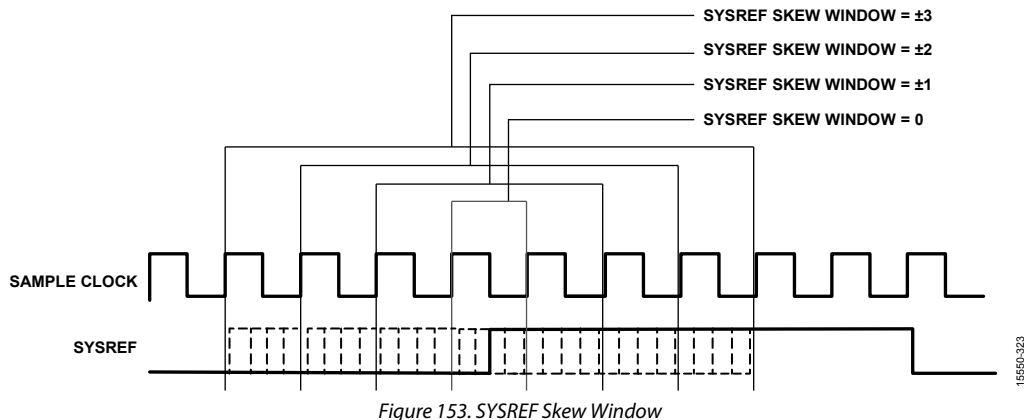 SYSREF SKEW WINDOW = ±3
SYSREF SKEW WINDOW = ±2
SYSREF SKEW WINDOW = ±1
SYSREF SKEW WINDOW = 0
SAMPLE CLOCK
SYSREF
15550-323
Figure 153. SYSREF Skew Window